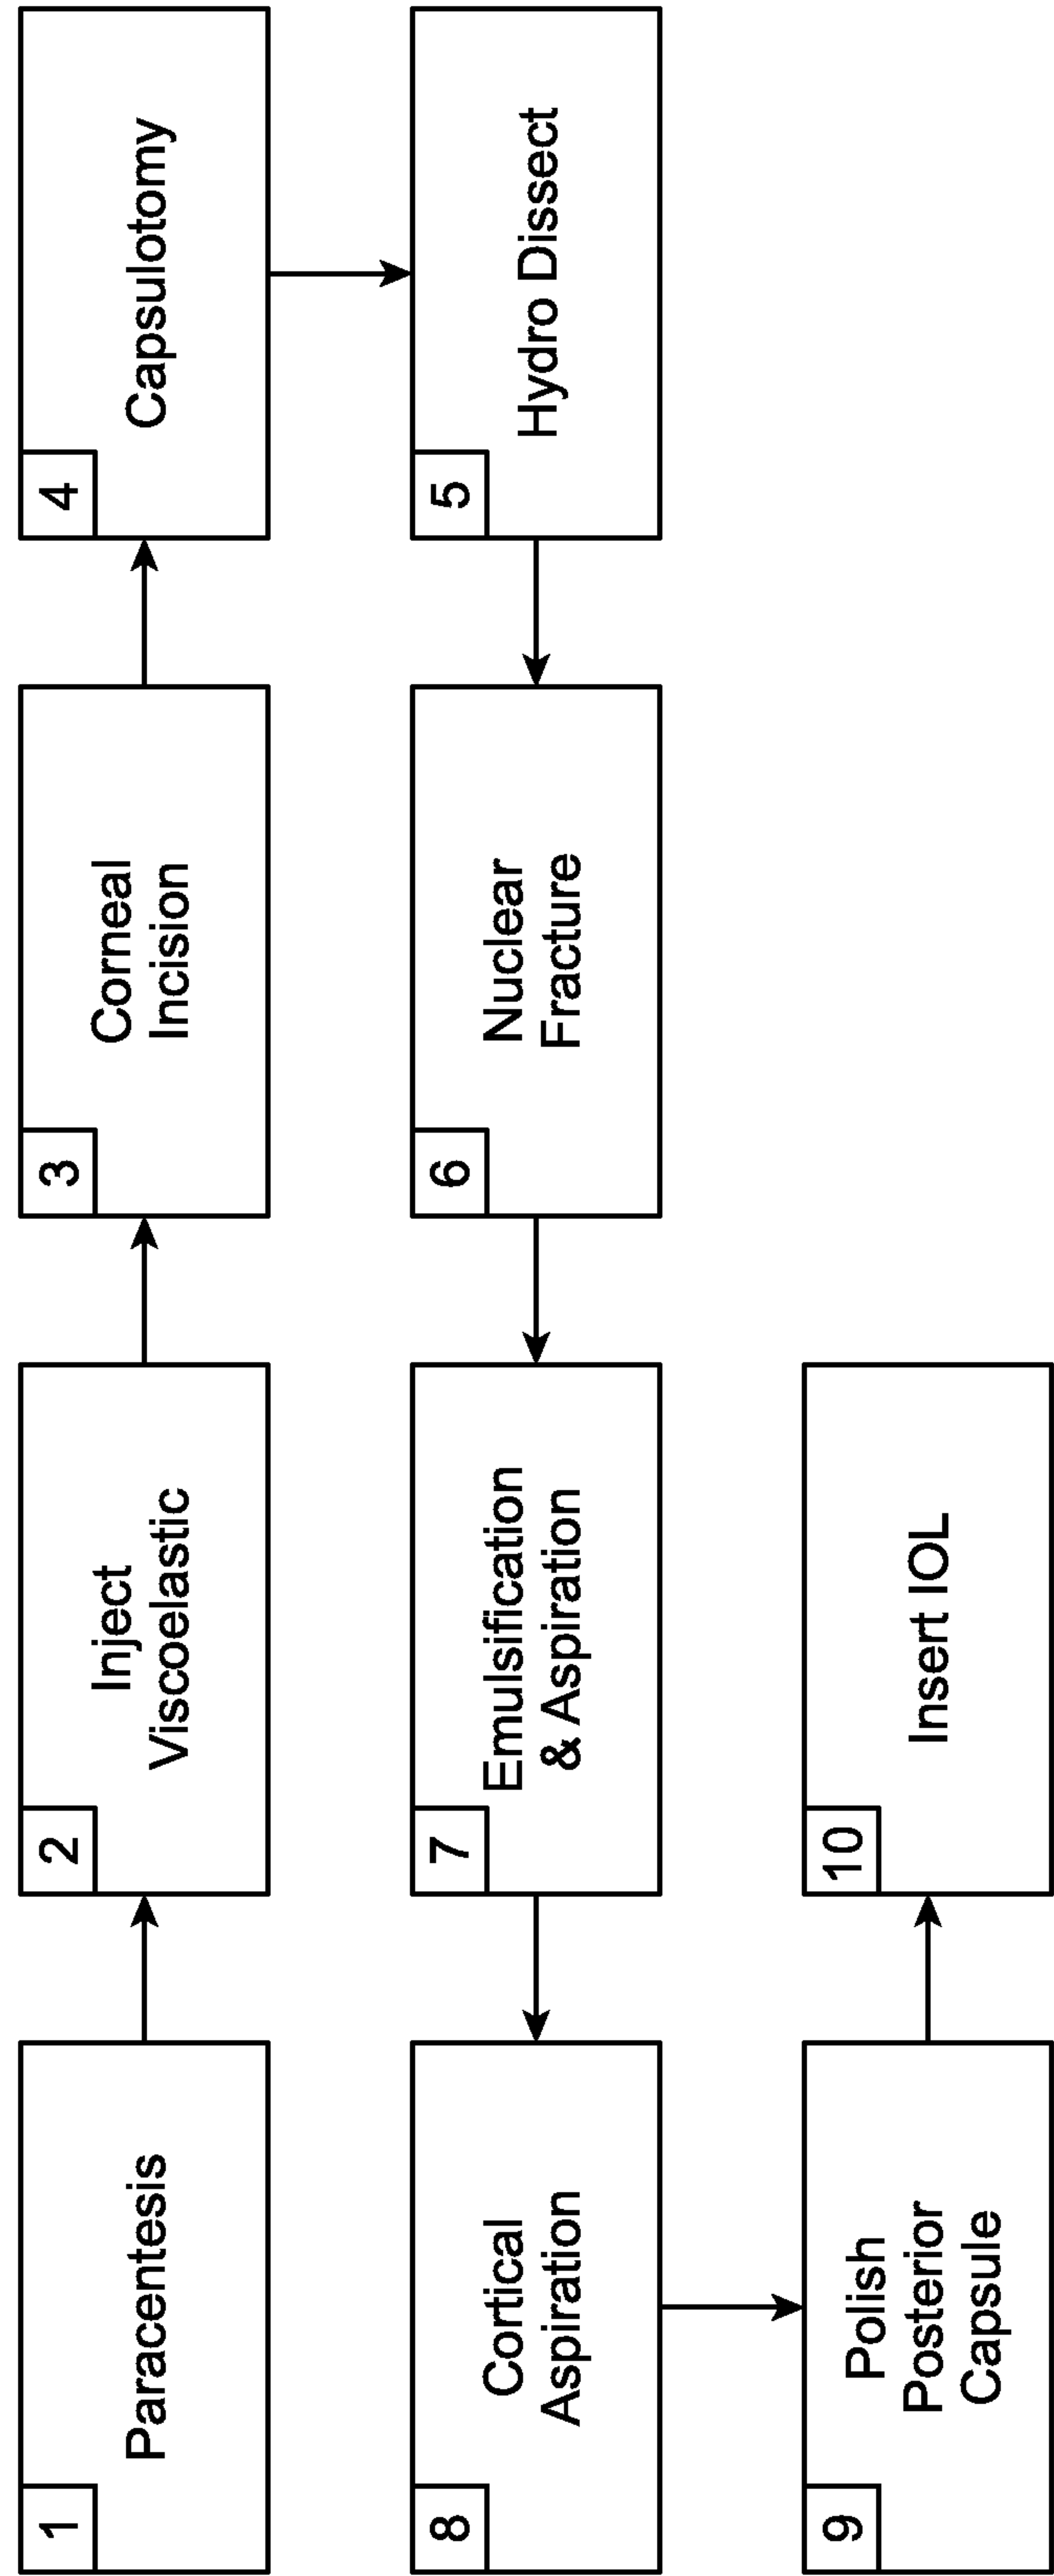 1
Paracentesis
2
Inject
Viscoelastic
3
Corneal
Incision
4
Capsulotomy
5
Hydro Dissect
6
Nuclear
Fracture
7
Emulsification
& Aspiration
8
Cortical
Aspiration
9
Polish
Posterior
Capsule
10
Insert IOL